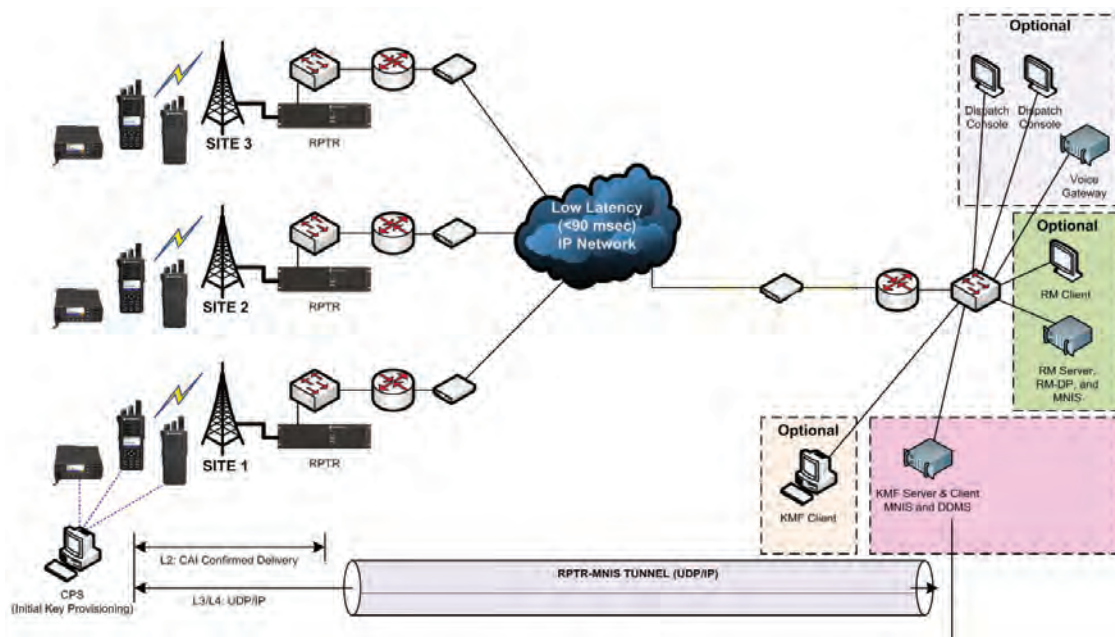 Optional
Dispatch
Console
Dispatch
Console
Voice
Gateway
SITE 3
RPTR
Low Latency
(<90 msec)
IP Network
SITE 2
RPTR
Optional
RM Client
RM Server,
RM-DP, and
MNIS
SITE 1
RPTR
Optional
KMF Client
KMF Server & Client
MNIS and DDMS
CPS
(Initial Key Provisioning)
L2: CAI Confirmed Delivery
L3/L4: UDP/IP
RPTR-MNIS TUNNEL (UDP/IP)